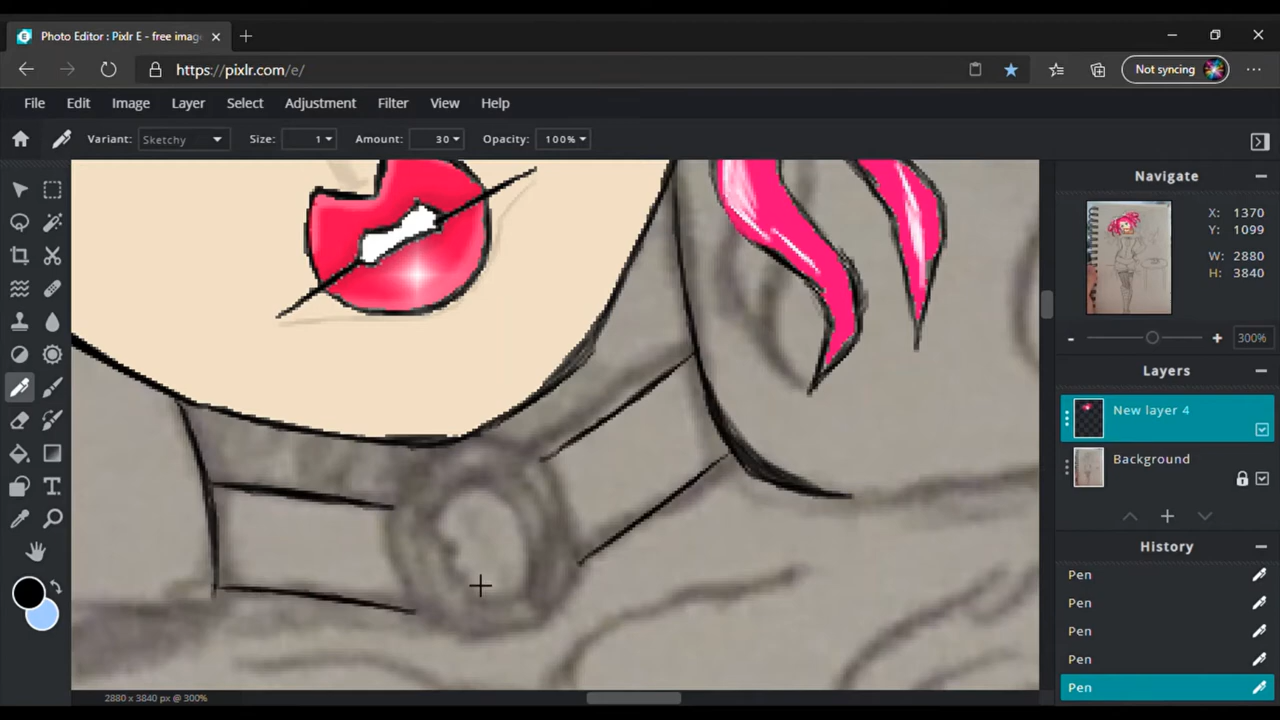 Photo Editor : Pixlr E - free imag
https://pixlr.com/e/
Not syncing
File Edit Image Layer Select Adjustment Filter View Help
Variant: Sketchy Size: 1 Amount: 30 Opacity: 100%
Navigate
X: 1370
Y: 1099
W: 2880
H: 3840
- + 300%
Layers
New layer 4
Background
History
Pen
Pen
Pen
Pen
Pen
2880 x 3840 px @ 300%